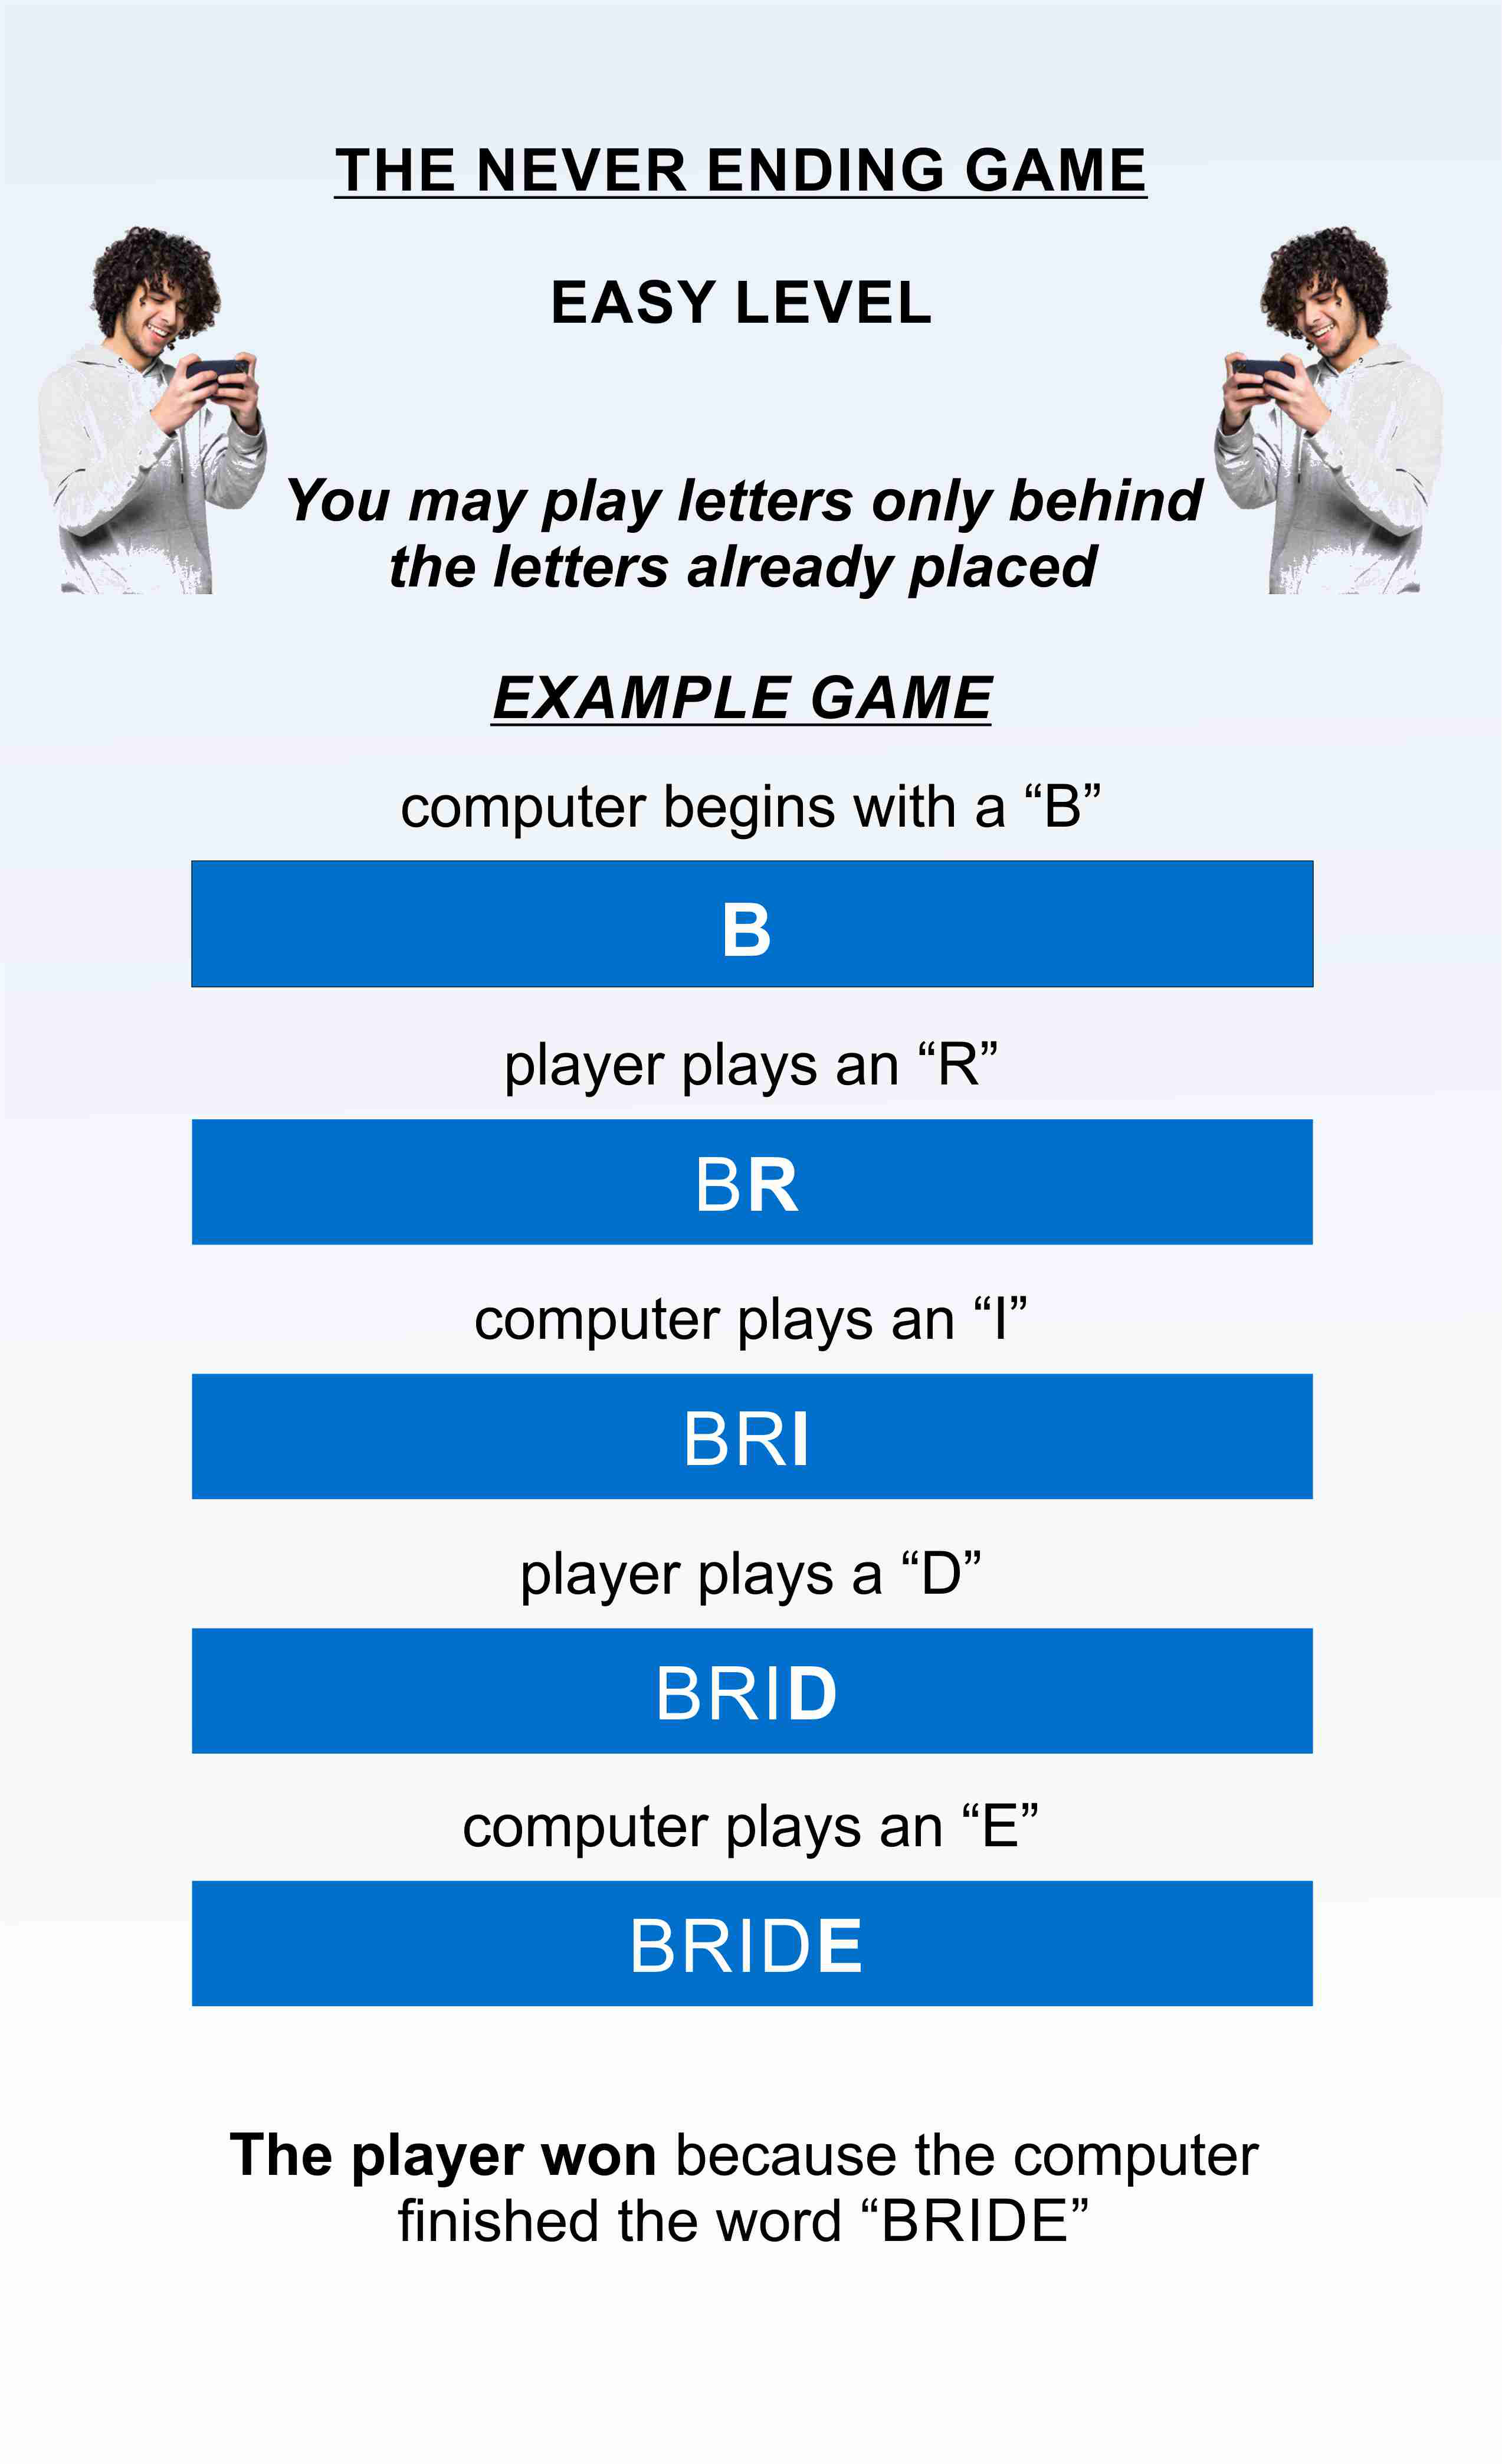 THE NEVER ENDING GAME
EASY LEVEL
You may play letters only behind
the letters already placed
EXAMPLE GAME
computer begins with a “B”
B
player plays an “R”
BR
computer plays an “I”
BRI
player plays a “D”
BRID
computer plays an “E”
BRIDE
The player won because the computer
finished the word “BRIDE”